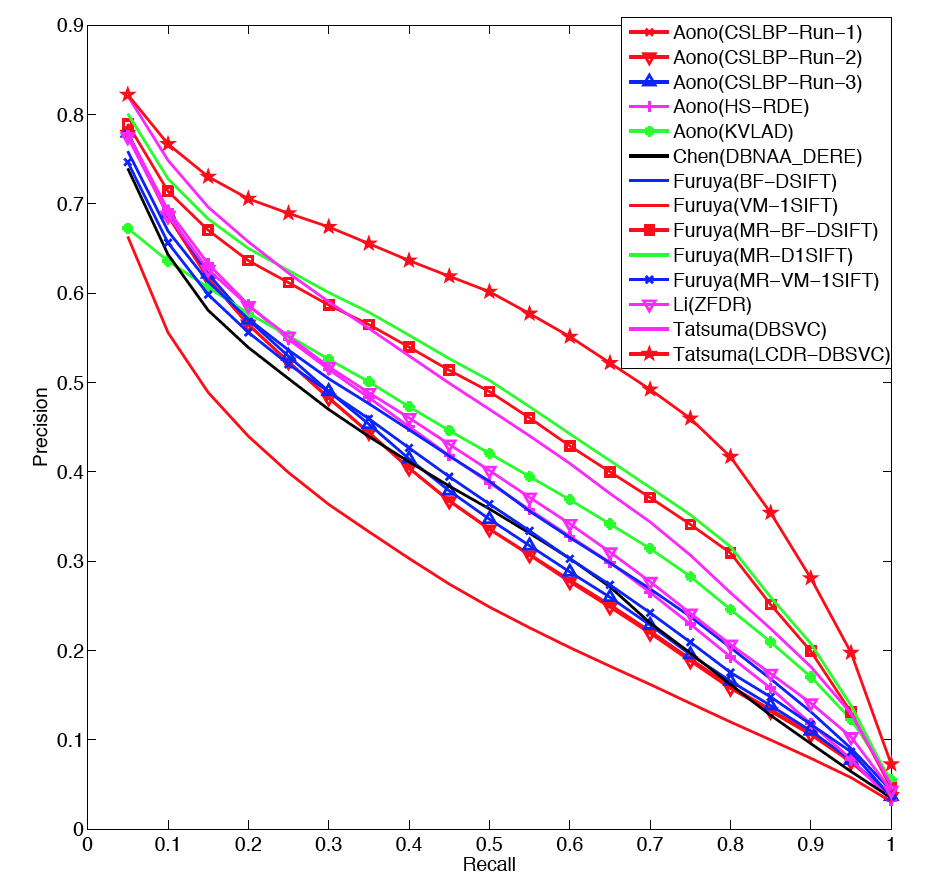 0.9
0.8
0.7
0.6
0.5
0.4
0.3
0.2
0.1
0
Precision
0 0.1 0.2 0.3 0.4 0.5 0.6 0.7 0.8 0.9 1
Recall
Aono(CSLBP-Run-1)
Aono(CSLBP-Run-2)
Aono(CSLBP-Run-3)
Aono(HS-RDE)
Aono(KVLAD)
Chen(DBNAA_DERE)
Furuya(BF-DSIFT)
Furuya(VM-1SIFT)
Furuya(MR-BF-DSIFT)
Furuya(MR-D1SIFT)
Furuya(MR-VM-1SIFT)
Li(ZFDR)
Tatsuma(DBSVC)
Tatsuma(LCDR-DBSVC)